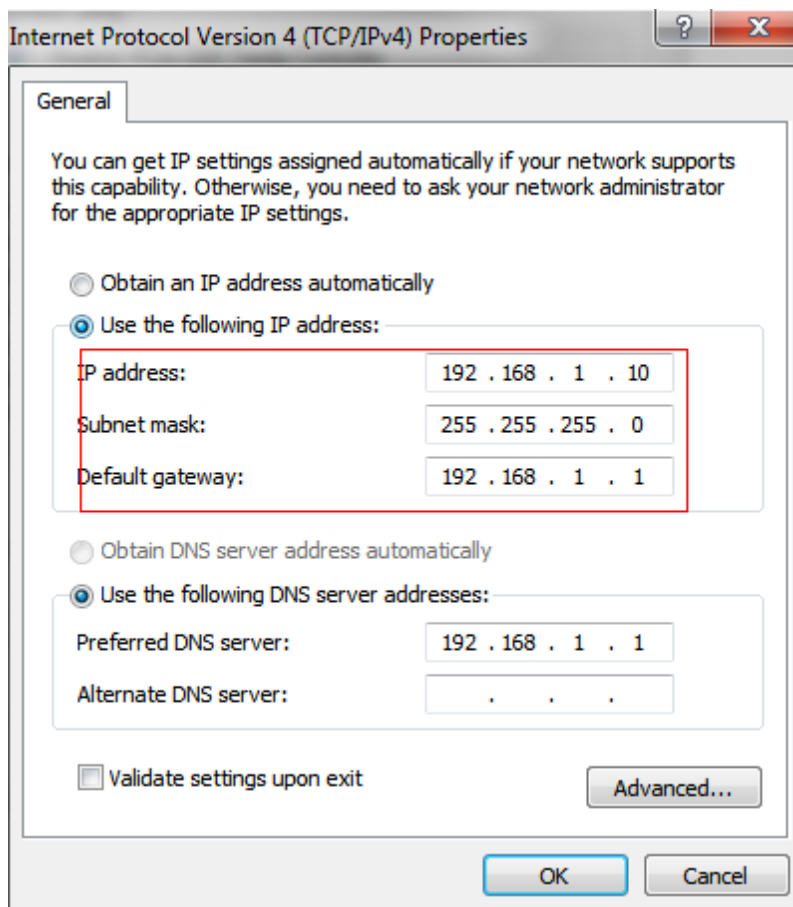 Internet Protocol Version 4 (TCP/IPv4) Properties
?
X
General
You can get IP settings assigned automatically if your network supports
this capability. Otherwise, you need to ask your network administrator
for the appropriate IP settings.
Obtain an IP address automatically
Use the following IP address:
IP address: 192 . 168 . 1 . 10
Subnet mask: 255 . 255 . 255 . 0
Default gateway: 192 . 168 . 1 . 1
Obtain DNS server address automatically
Use the following DNS server addresses:
Preferred DNS server: 192 . 168 . 1 . 1
Alternate DNS server: . . .
Validate settings upon exit
Advanced...
OK Cancel